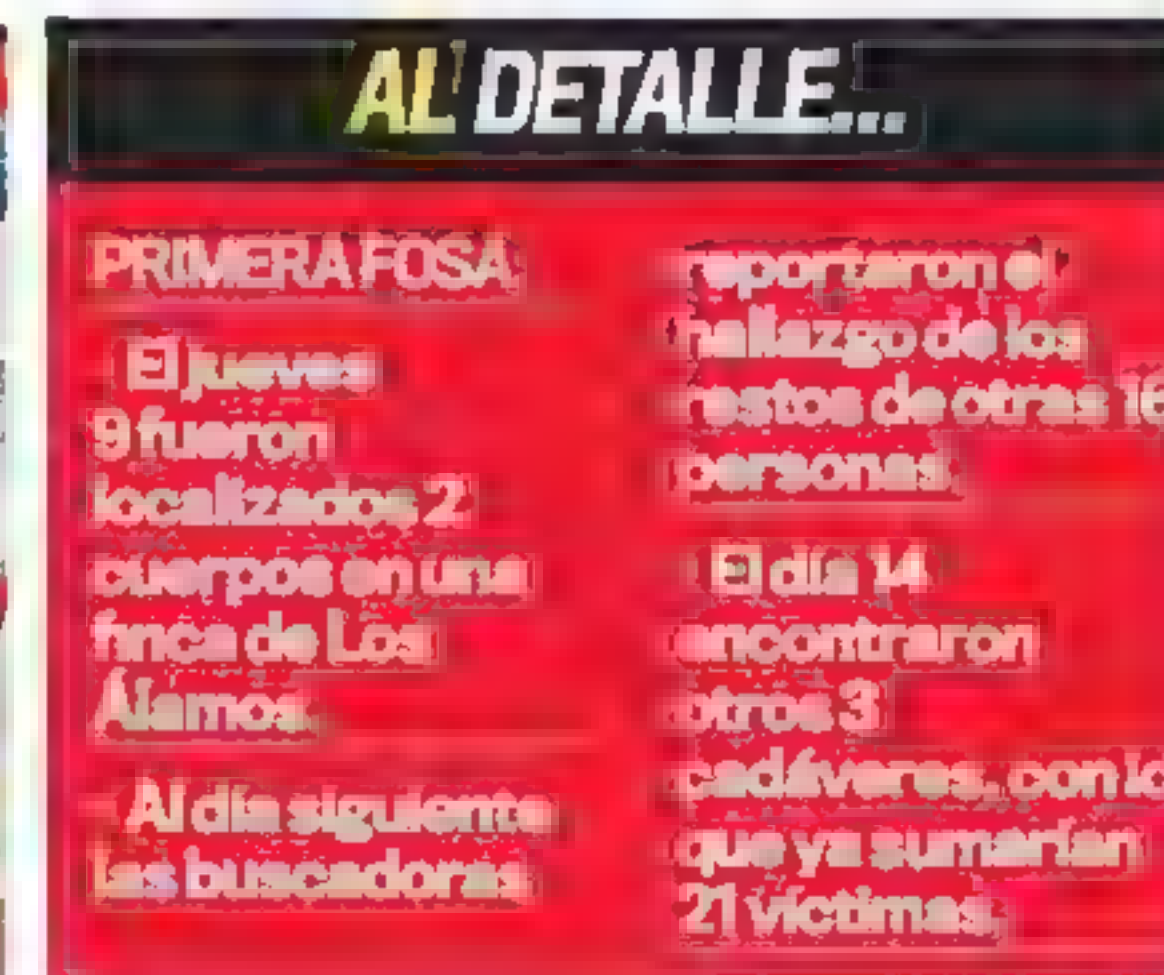 AL DETALLE...
PRIMERA FOSA
El jueves
9 fueron
localizados 2
cuerpos en una
finca de Los
Álamos.
Al día siguiente
las buscadoras
reportaron el
hallazgo de los
restos de otras 16
personas.
El día 14
encontraron
otros 3
cadáveres, con lo
que ya sumarían
21 víctimas.